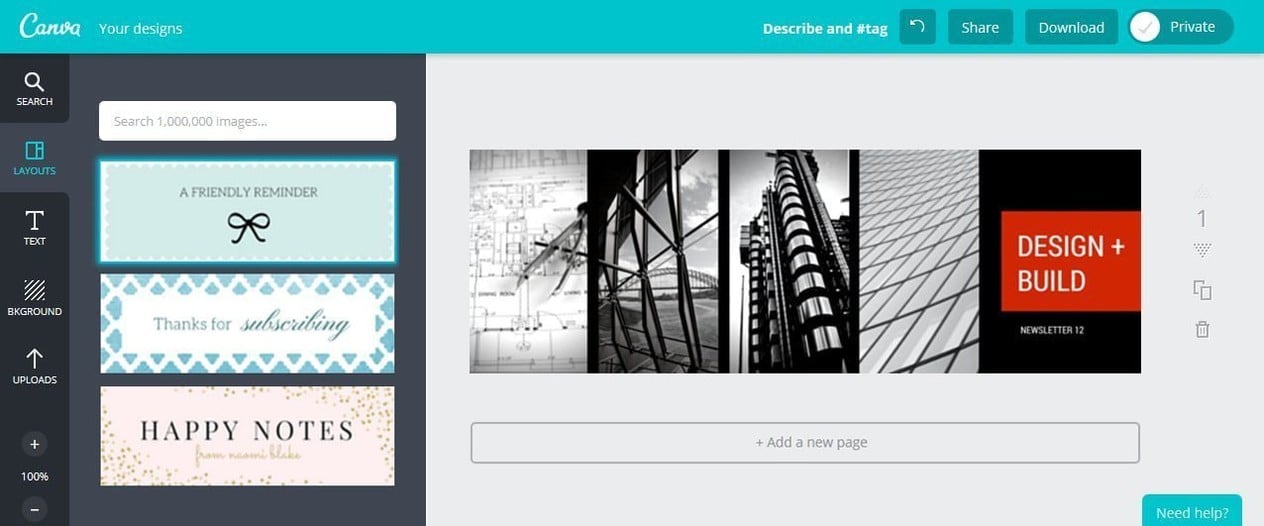 Canva
Your designs
Describe and #tag
Share
Download
Private
SEARCH
LAYOUTS
TEXT
BKGROUND
UPLOADS
100%
Search 1,000,000 images...
A FRIENDLY REMINDER
Thanks for subscribing
HAPPY NOTES
from naomi blake
DINING ROOM
DESIGN +
BUILD
NEWSLETTER 12
1
+ Add a new page
Need help?